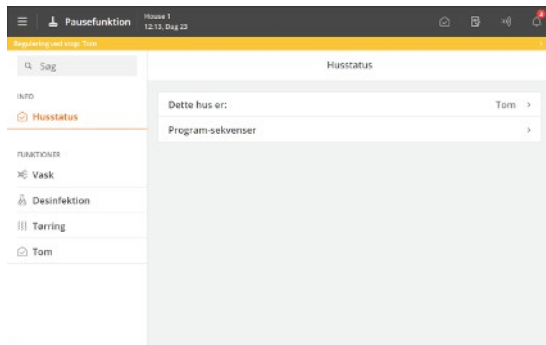 Pausefunktion
House 1
12:13, Dag 23
3
Regulering ved stop: Tom
Søg
Husstatus
INFO
Husstatus
Dette hus er: Tom
Program-sekvenser
FUNKTIONER
Vask
Desinfektion
Tørring
Tom